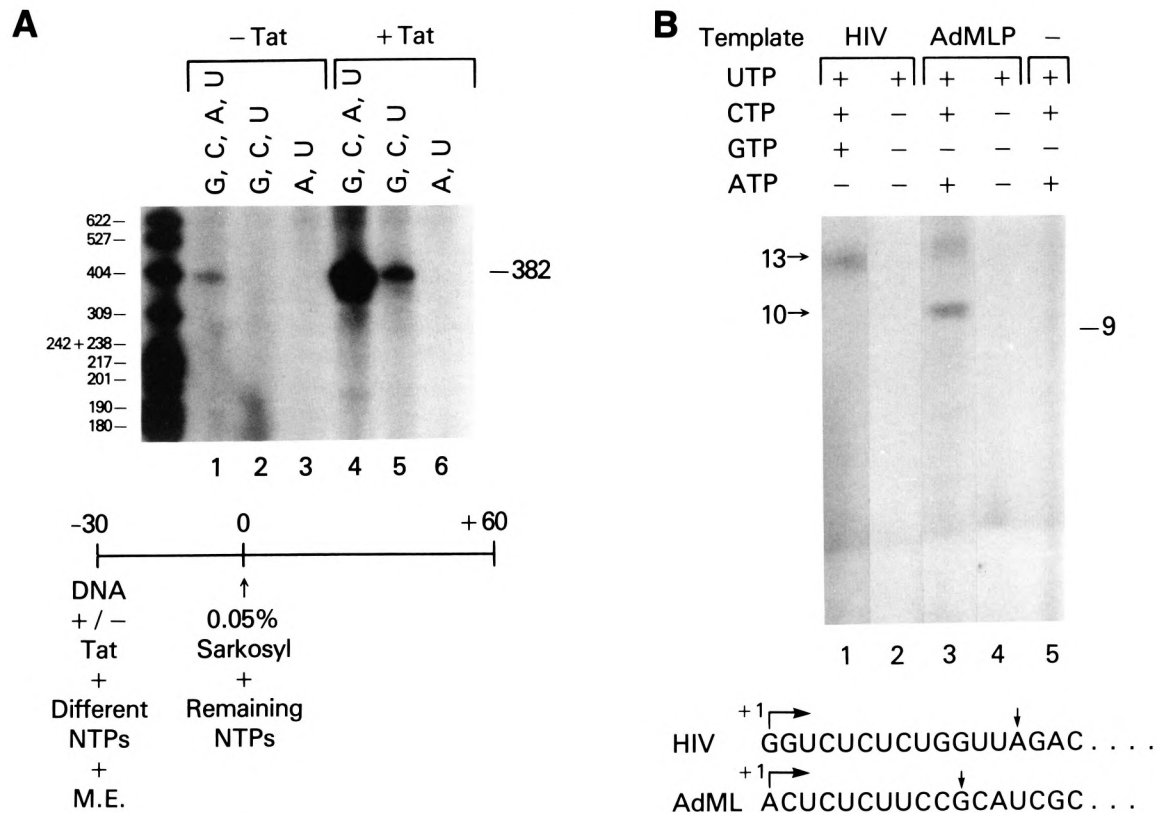 A
– Tat + Tat
G, C, A, U
G, C, U
A, U
G, C, A, U
G, C, U
A, U
622–
527–
404–
309–
242 + 238–
217–
201–
190–
180–
–382
1 2 3 4 5 6
-30 0 +60
DNA
+ / –
Tat
+
Different
NTPs
+
M.E.
↑
0.05%
Sarkosyl
+
Remaining
NTPs
B
Template HIV AdMLP –
UTP + + + + +
CTP + – + – +
GTP + – – – –
ATP – – + – +
13→
10→
–9
1 2 3 4 5
+1
HIV GGUCUCUCUGGUUAGAC....
+1
AdML ACUCUCUUCCGCAUCGC...